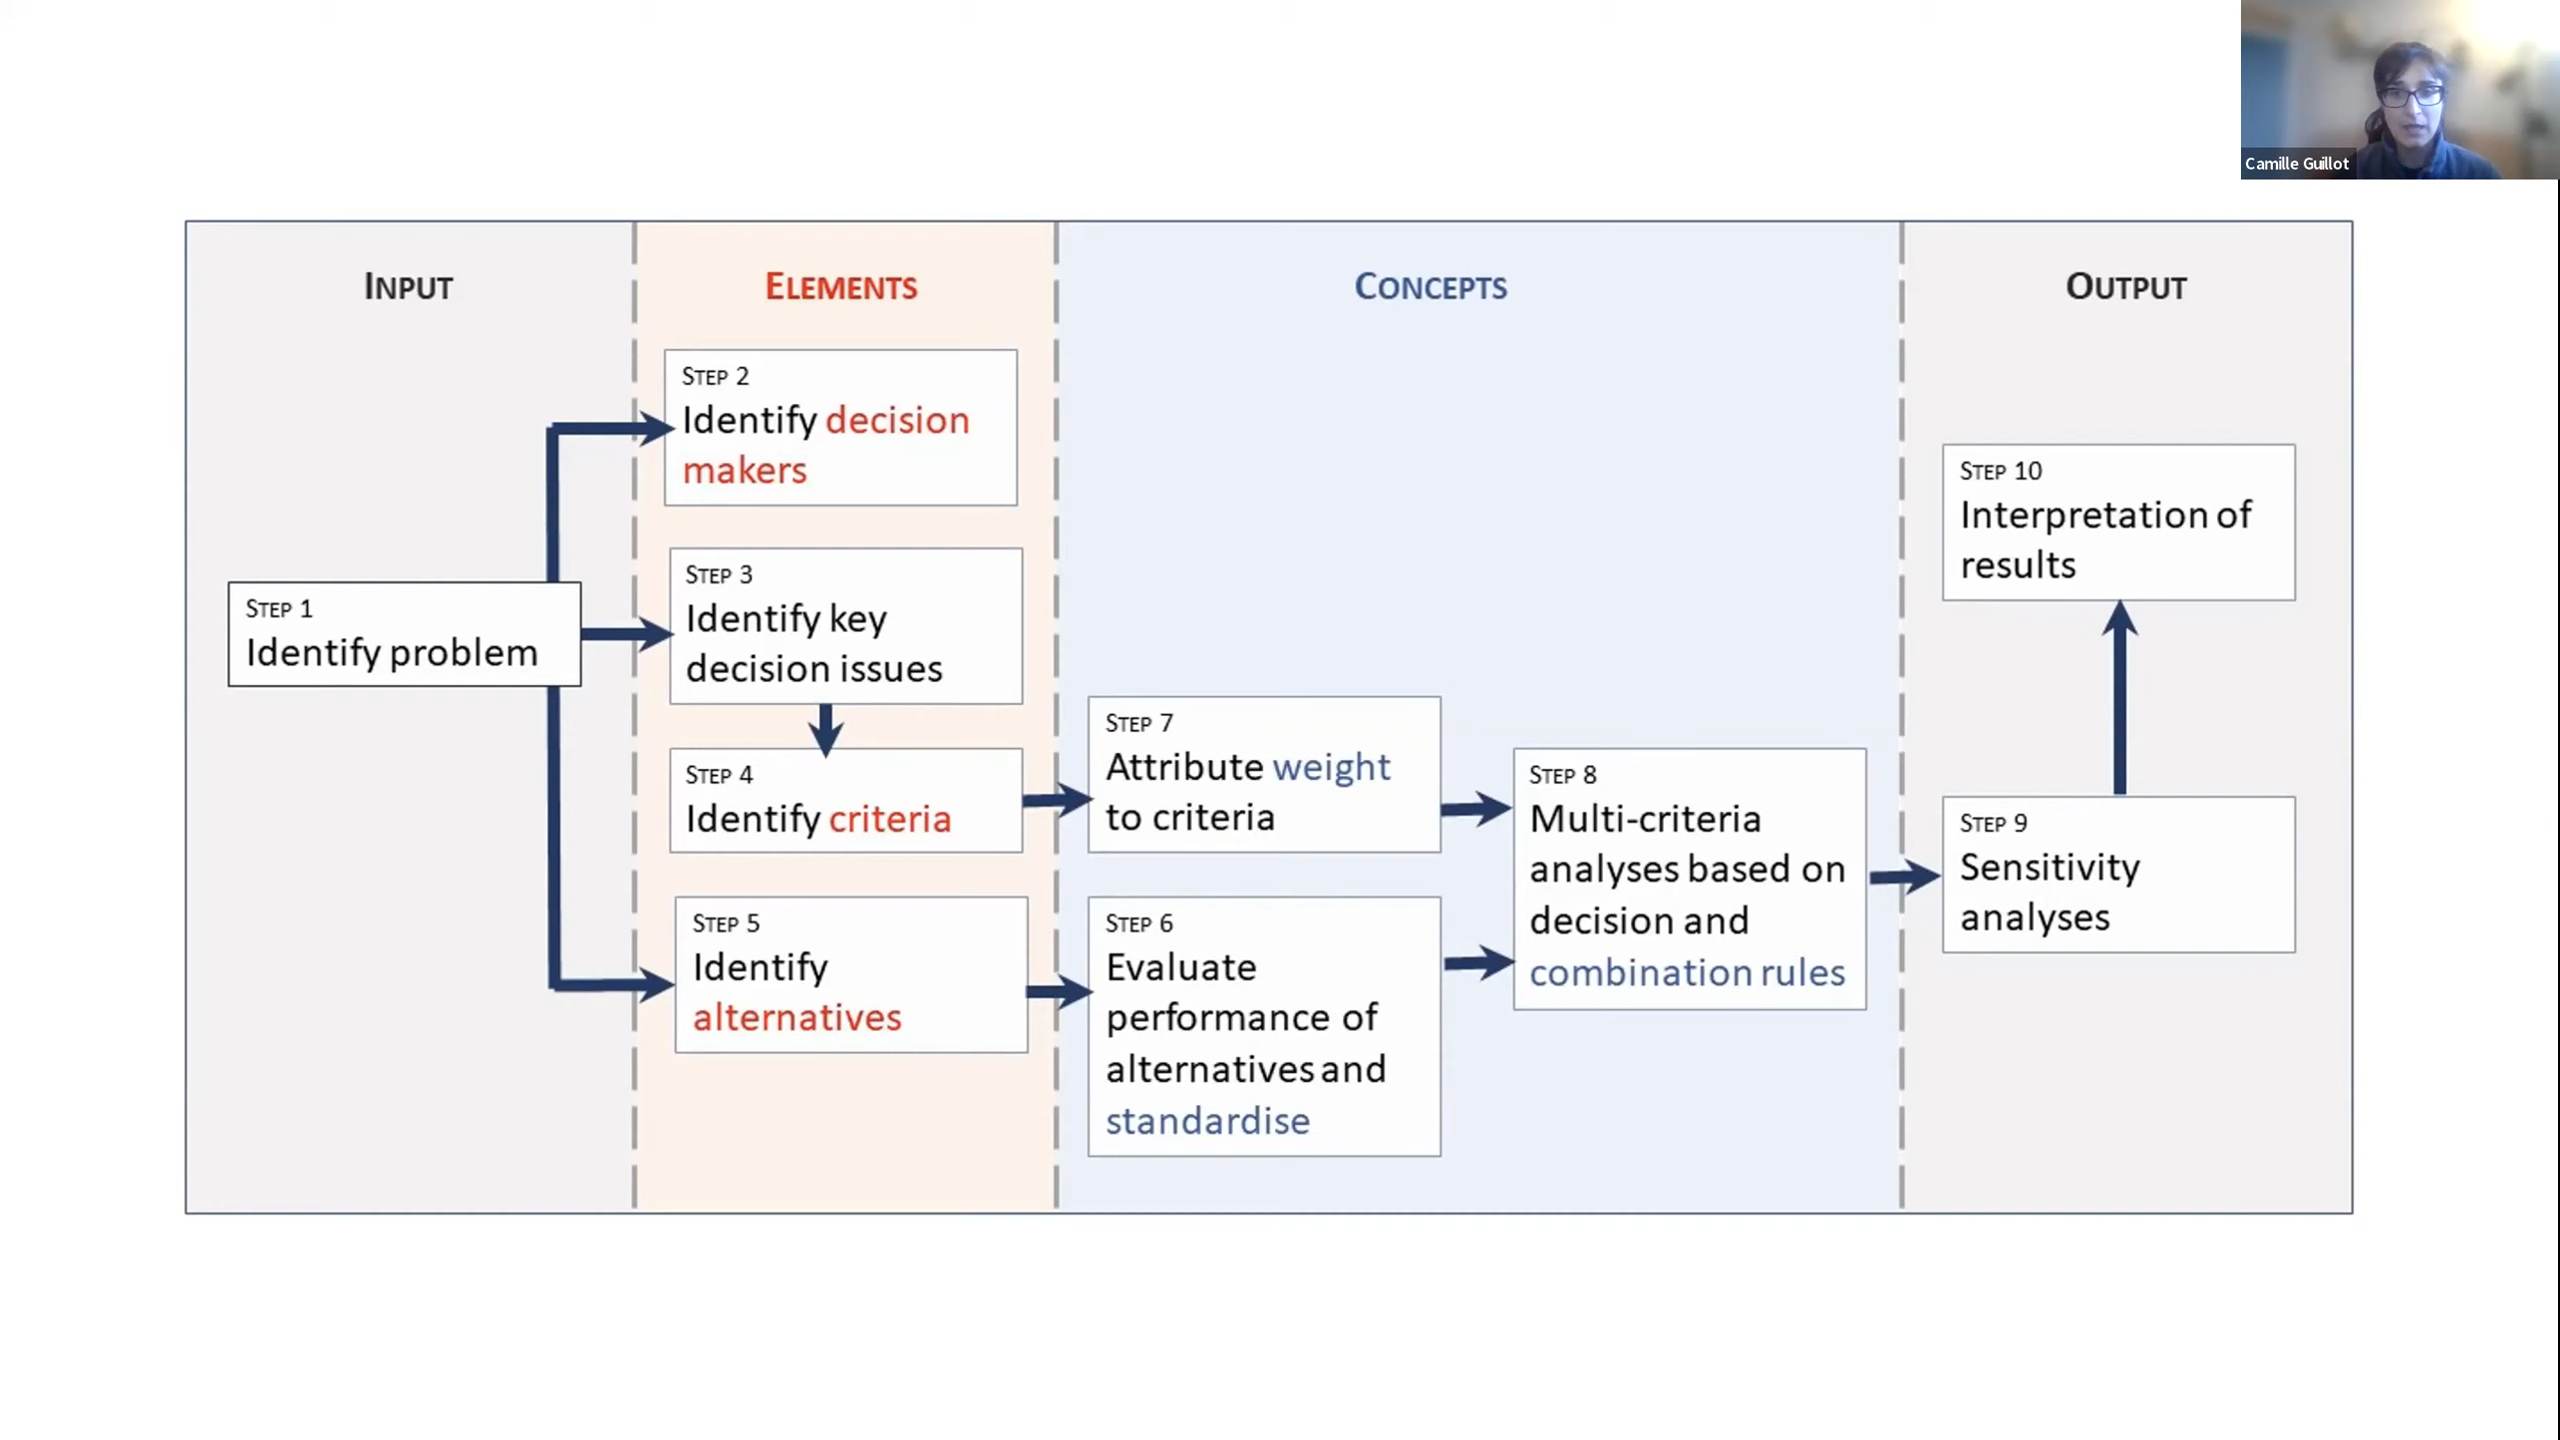 Camille Guillot
INPUT
ELEMENTS
CONCEPTS
OUTPUT
STEP 1
Identify problem
STEP 2
Identify decision
makers
STEP 3
Identify key
decision issues
STEP 4
Identify criteria
STEP 5
Identify
alternatives
STEP 7
Attribute weight
to criteria
STEP 6
Evaluate
performance of
alternatives and
standardise
STEP 8
Multi-criteria
analyses based on
decision and
combination rules
STEP 10
Interpretation of
results
STEP 9
Sensitivity
analyses